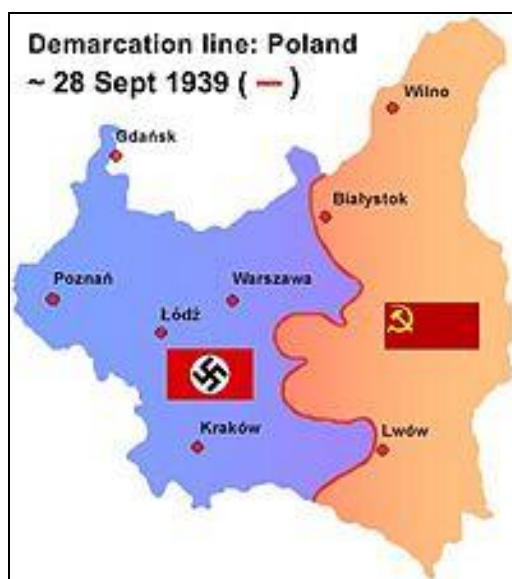 Demarcation line: Poland
~ 28 Sept 1939 ( — )
Wilno
Gdańsk
Białystok
Poznań
Warszawa
Łódź
Kraków
Lwów